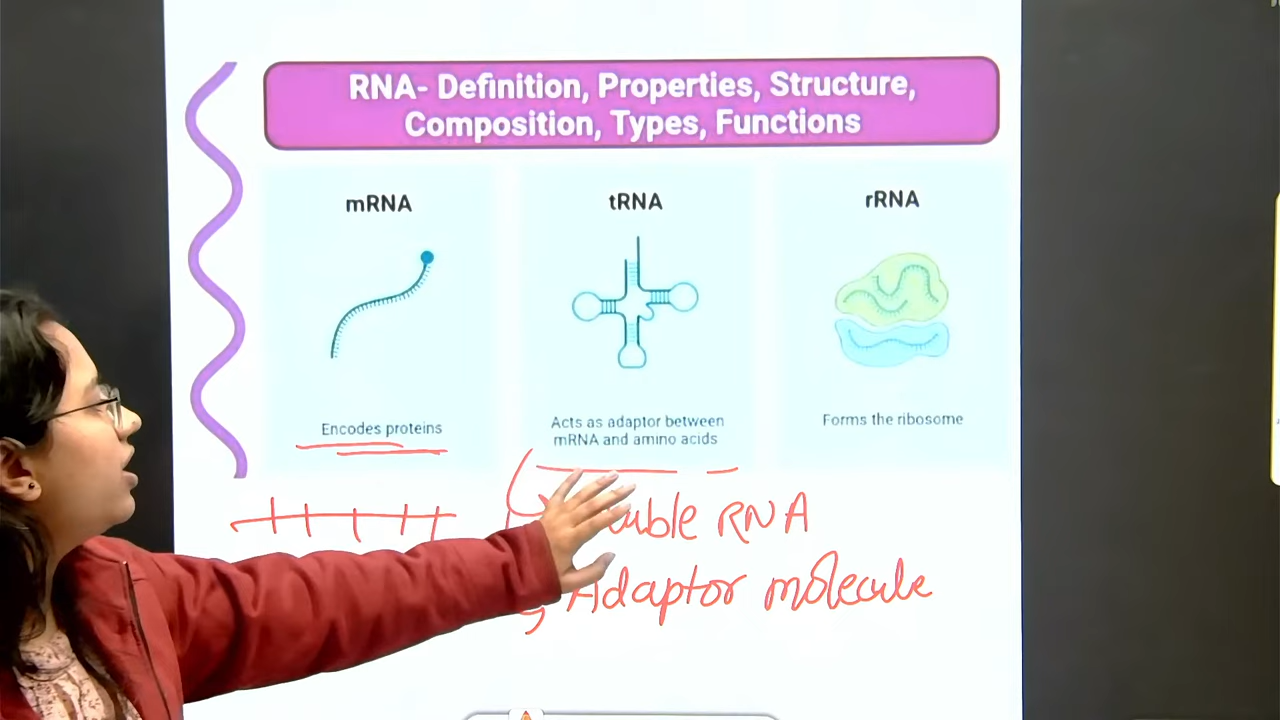 RNA- Definition, Properties, Structure,
Composition, Types, Functions
mRNA
tRNA
rRNA
Encodes proteins
Acts as adaptor between
mRNA and amino acids
Forms the ribosome
RNA
Adaptor molecule